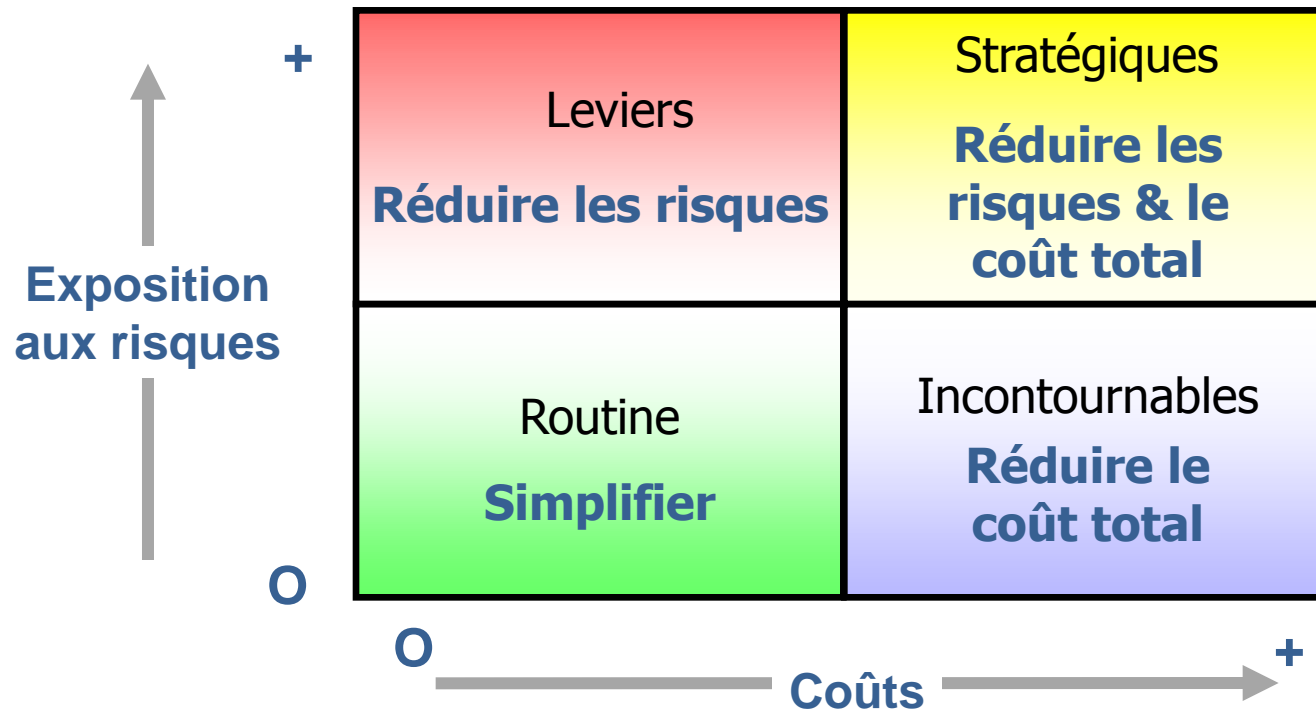 +
Leviers
Réduire les risques
Stratégiques
Réduire les
risques & le
coût total
Exposition
aux risques
Routine
Simplifier
Incontournables
Réduire le
coût total
O
O
+
Coûts